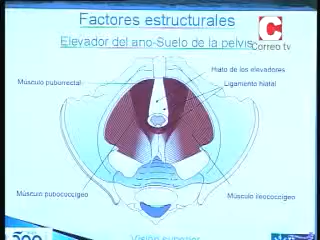 Factores estructurales
Elevador del ano-Suelo de la pelvis
C
Correo tv
Hiato de los elevadores
Músculo puborrectal
Ligamento hiatal
Músculo pubococcígeo
Músculo ileococcígeo
Visión superior